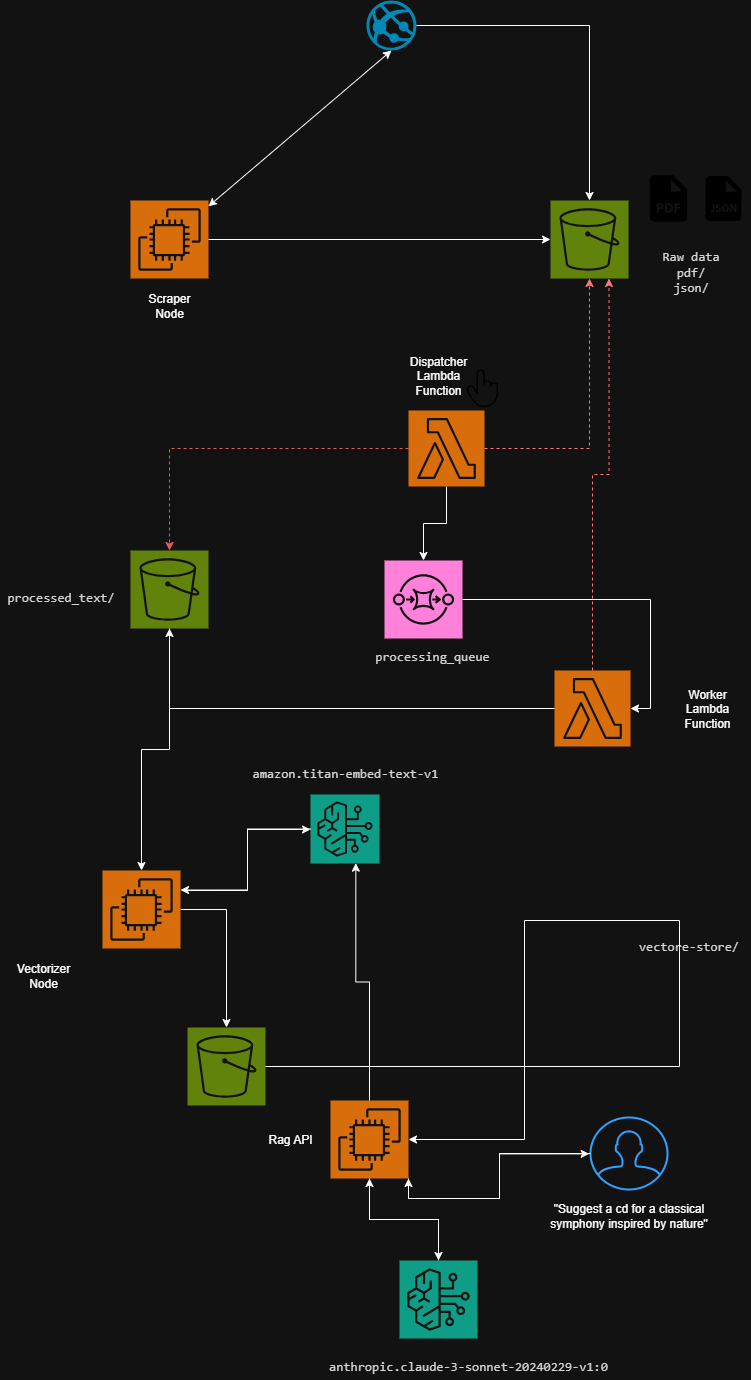 PDF
JSON
Raw data
pdf/
json/
Scraper
Node
Dispatcher
Lambda
Function
processed_text/
processing_queue
Worker
Lambda
Function
amazon.titan-embed-text-v1
vectore-store/
Vectorizer
Node
Rag API
"Suggest a cd for a classical
symphony inspired by nature"
anthropic.claude-3-sonnet-20240229-v1:0